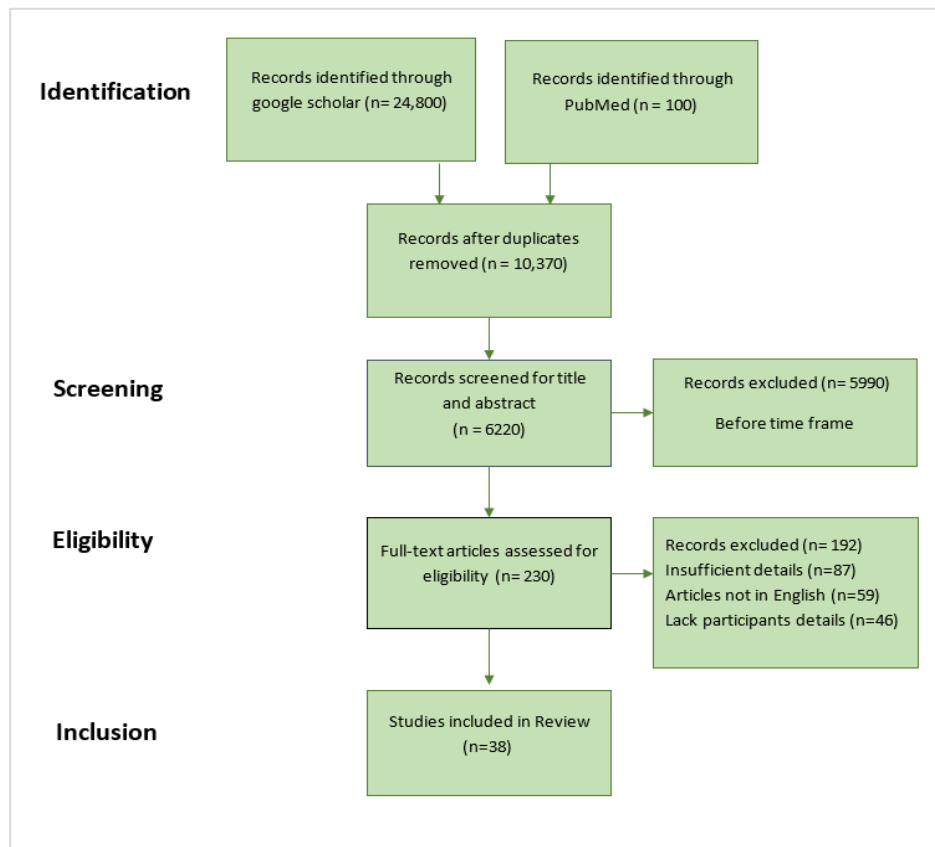 Identification
Records identified through
google scholar (n= 24,800)
Records identified through
PubMed (n = 100)
Records after duplicates
removed (n = 10,370)
Screening
Records screened for title
and abstract
(n = 6220)
Records excluded (n= 5990)
Before time frame
Eligibility
Full-text articles assessed for
eligibility (n= 230)
Records excluded (n= 192)
Insufficient details (n=87)
Articles not in English (n=59)
Lack participants details (n=46)
Inclusion
Studies included in Review
(n=38)